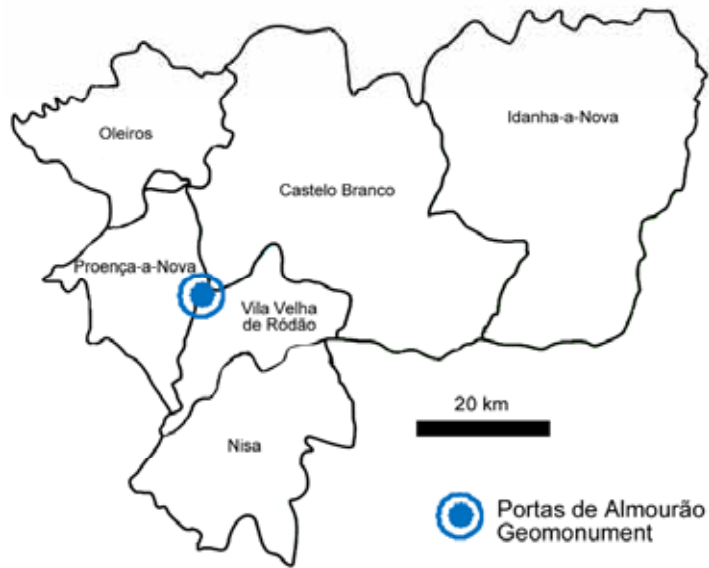 Idanha-a-Nova
Oleiros
Castelo Branco
Proença-a-Nova
Vila Velha
de Ródão
20 km
Nisa
Portas de Almourão
Geomonument